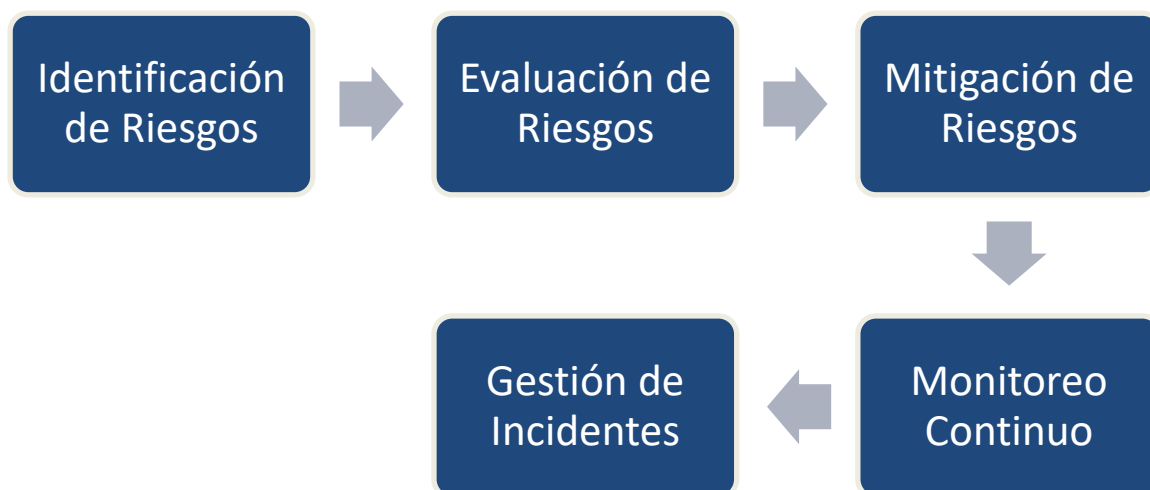 Identificación
de Riesgos
Evaluación de
Riesgos
Mitigación de
Riesgos
Monitoreo
Continuo
Gestión de
Incidentes